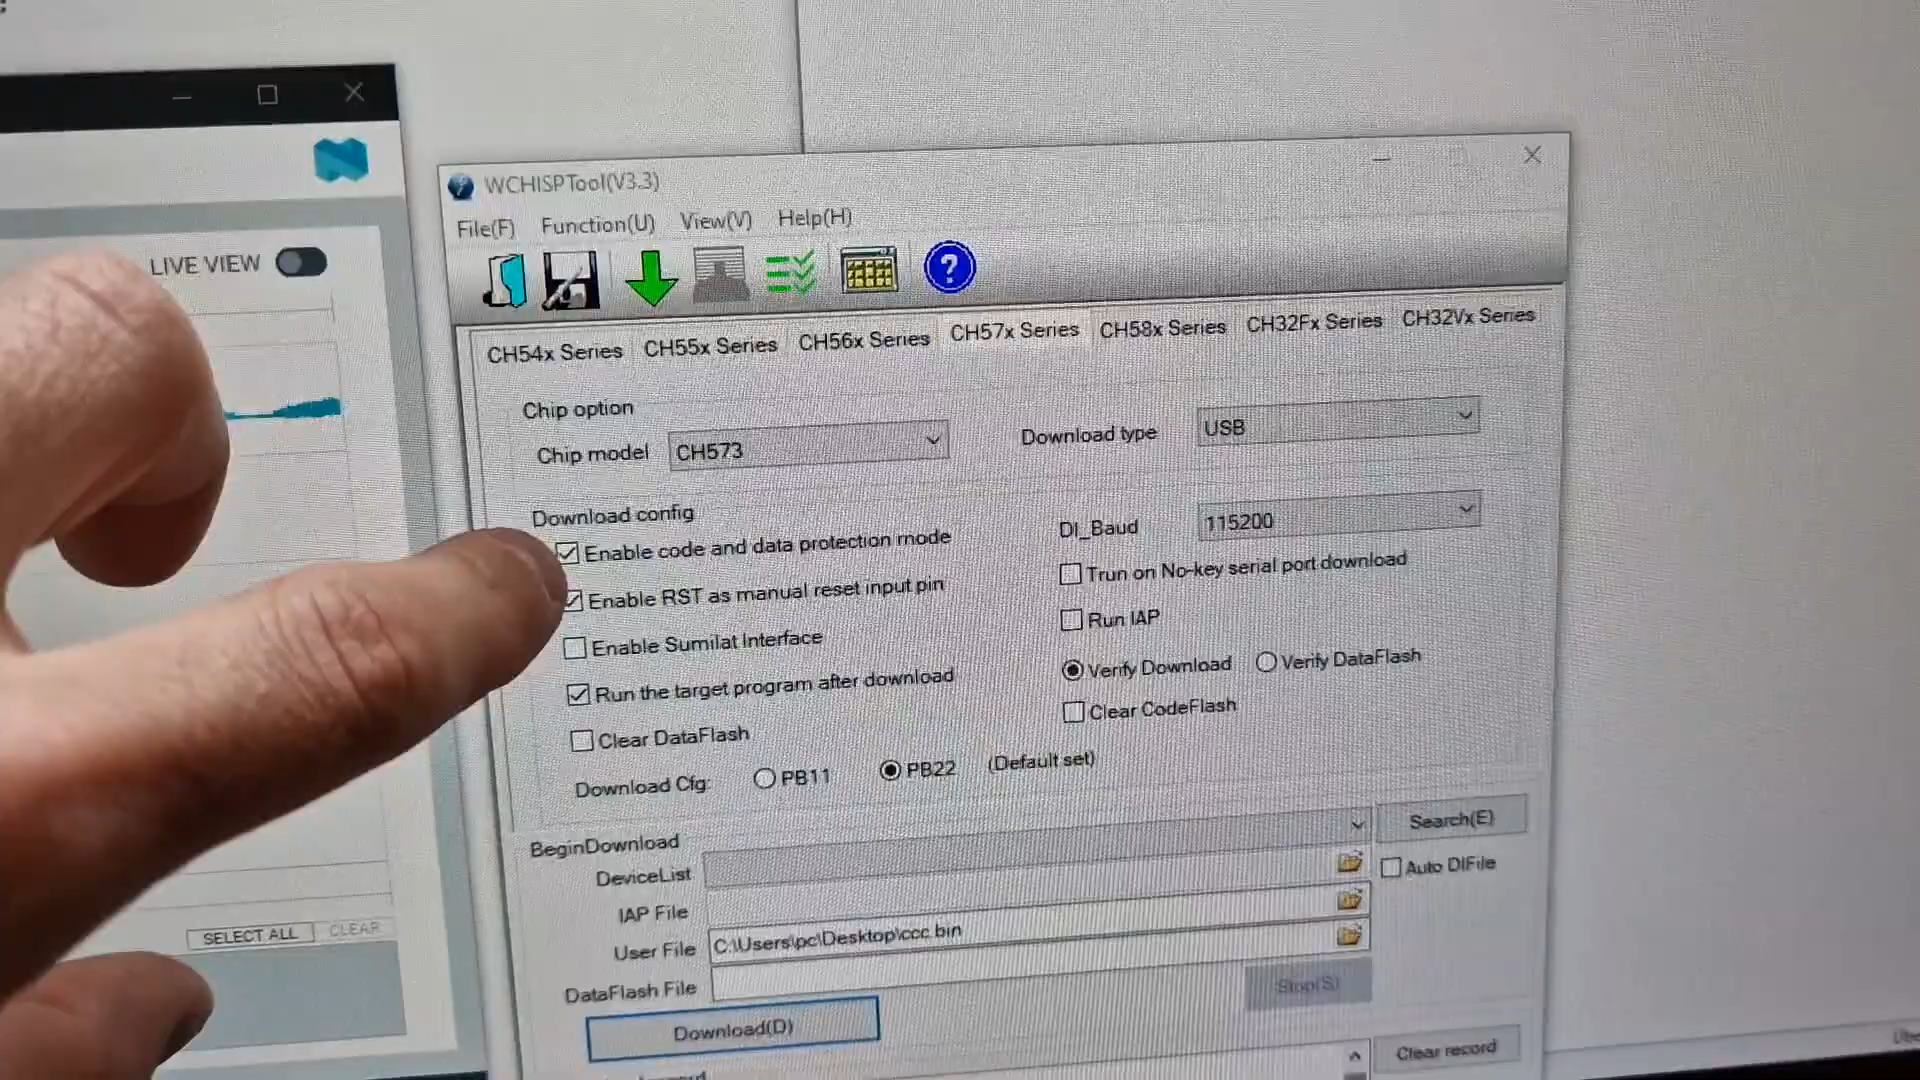 WCHISPTool(V3.3)
File(F) Function(U) View(V) Help(H)
LIVE VIEW
CH54x Series CH55x Series CH56x Series CH57x Series CH58x Series CH32Fx Series CH32Vx Series
Chip option
Chip model CH573 Download type USB
Download config
Enable code and data protection mode DI_Baud 115200
Enable RST as manual reset input pin Trun on No-key serial port download
Enable Sumilat Interface Run IAP
Run the target program after download Verify Download Verify DataFlash
Clear DataFlash Clear CodeFlash
Download Cfg: PB11 PB22 (Default set)
BeginDownload
DeviceList Search(E)
IAP File Auto DIFile
User File C:\Users\pc\Desktop\ccc.bin
DataFlash File
SELECT ALL CLEAR
Download(D) Stop(S)
Clear record